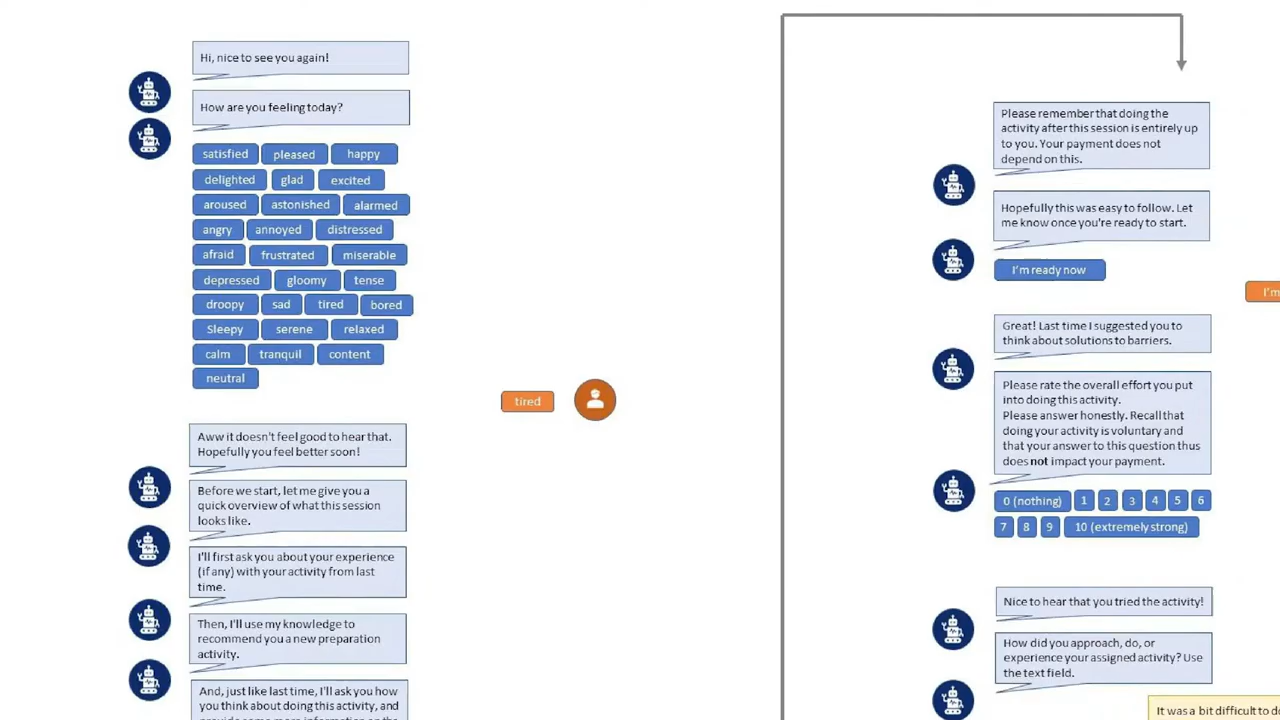 Hi, nice to see you again!
How are you feeling today?
satisfied pleased happy
delighted glad excited
aroused astonished alarmed
angry annoyed distressed
afraid frustrated miserable
depressed gloomy tense
droopy sad tired bored
Sleepy serene relaxed
calm tranquil content
neutral
tired
Aww it doesn't feel good to hear that.
Hopefully you feel better soon!
Before we start, let me give you a
quick overview of what this session
looks like.
I'll first ask you about your experience
(if any) with your activity from last
time.
Then, I'll use my knowledge to
recommend you a new preparation
activity.
And, just like last time, I'll ask you how
you think about doing this activity, and
Please remember that doing the
activity after this session is entirely up
to you. Your payment does not
depend on this.
Hopefully this was easy to follow. Let
me know once you're ready to start.
I'm ready now
I'm
Great! Last time I suggested you to
think about solutions to barriers.
Please rate the overall effort you put
into doing this activity.
Please answer honestly. Recall that
doing your activity is voluntary and
that your answer to this question thus
does not impact your payment.
0 (nothing) 1 2 3 4 5 6
7 8 9 10 (extremely strong)
Nice to hear that you tried the activity!
How did you approach, do, or
experience your assigned activity? Use
the text field.
It was a bit difficult to do